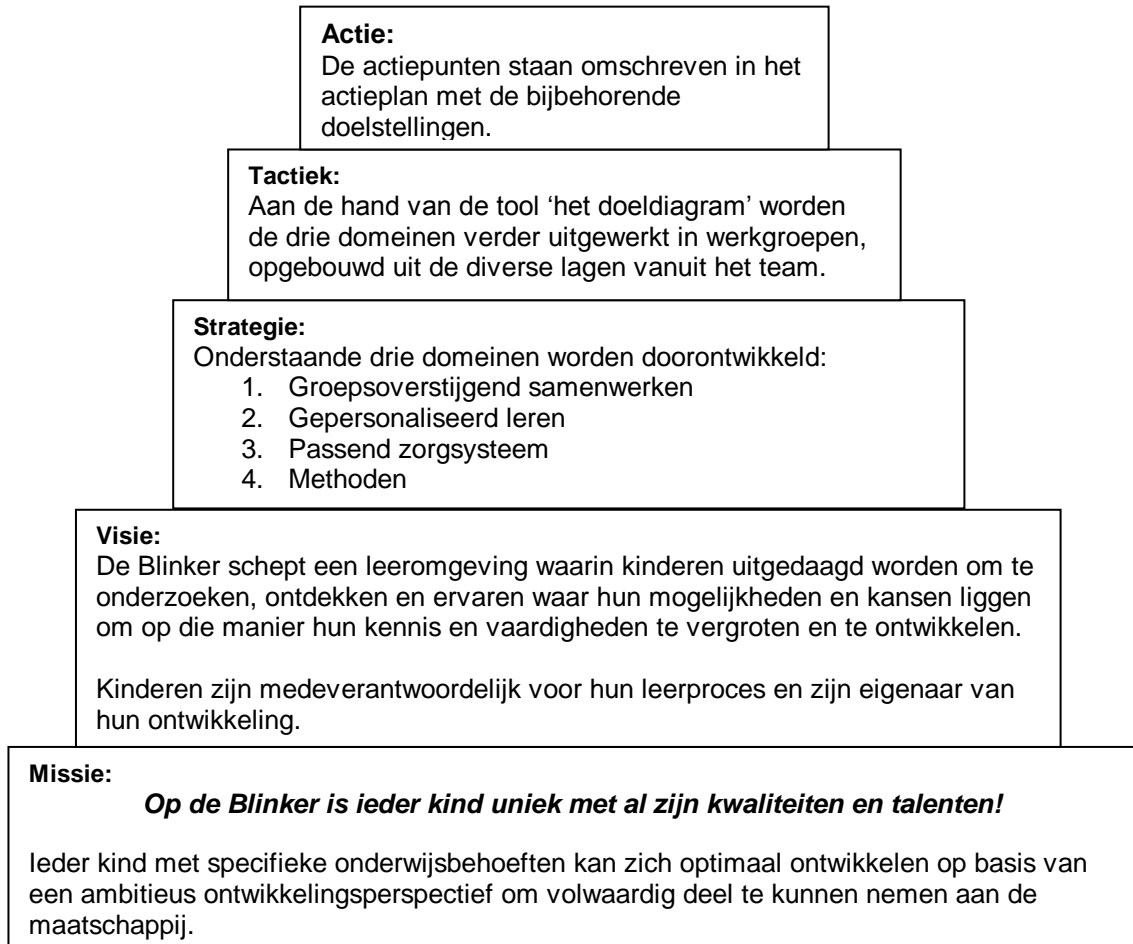 Actie:
De actiepunten staan omschreven in het
actieplan met de bijbehorende
doelstellingen.
Tactiek:
Aan de hand van de tool ‘het doeldiagram’ worden
de drie domeinen verder uitgewerkt in werkgroepen,
opgebouwd uit de diverse lagen vanuit het team.
Strategie:
Onderstaande drie domeinen worden doorontwikkeld:
1. Groepsoverstijgend samenwerken
2. Gepersonaliseerd leren
3. Passend zorgsysteem
4. Methoden
Visie:
De Blinker schept een leeromgeving waarin kinderen uitgedaagd worden om te
onderzoeken, ontdekken en ervaren waar hun mogelijkheden en kansen liggen
om op die manier hun kennis en vaardigheden te vergroten en te ontwikkelen.
Kinderen zijn medeverantwoordelijk voor hun leerproces en zijn eigenaar van
hun ontwikkeling.
Missie:
Op de Blinker is ieder kind uniek met al zijn kwaliteiten en talenten!
Ieder kind met specifieke onderwijsbehoeften kan zich optimaal ontwikkelen op basis van
een ambitieus ontwikkelingsperspectief om volwaardig deel te kunnen nemen aan de
maatschappij.